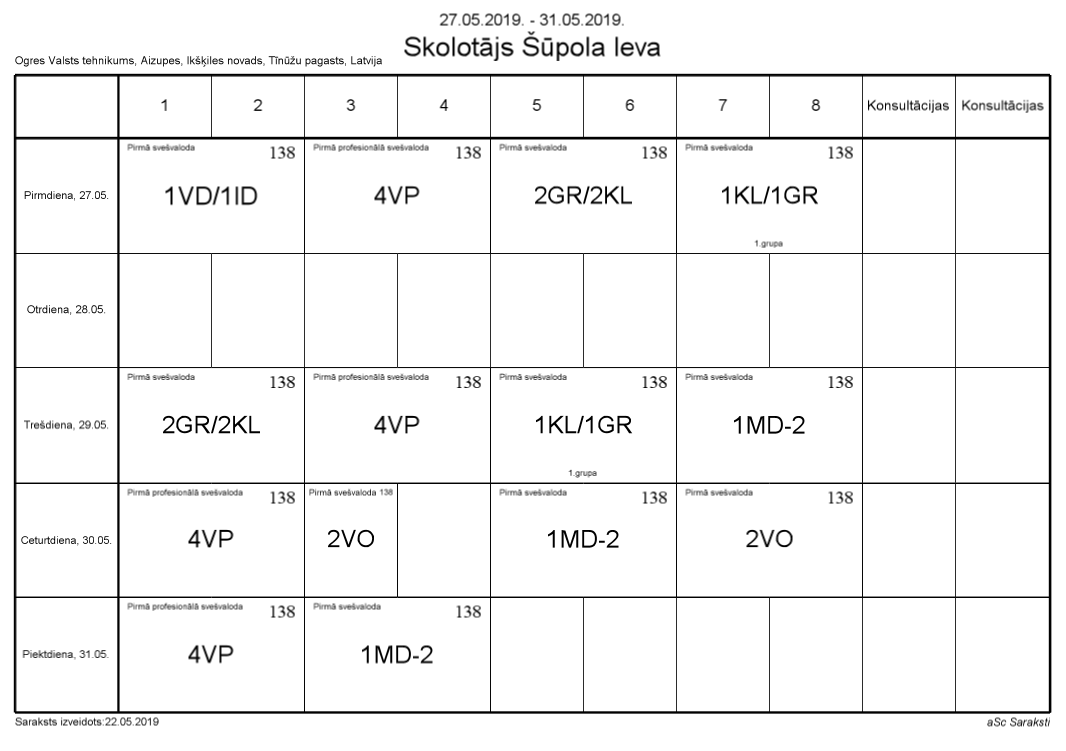 27.05.2019. - 31.05.2019.
Skolotājs Šūpola Ieva
Ogres Valsts tehnikums, Aizupes, Ikšķiles novads, Tīnūžu pagasts, Latvija
1 2 3 4 5 6 7 8 Konsultācijas Konsultācijas
Pirmdiena, 27.05.
Pirmā svešvaloda 138
1VD/1ID
Pirmā profesionālā svešvaloda 138
4VP
Pirmā svešvaloda 138
2GR/2KL
Pirmā svešvaloda 138
1KL/1GR
1.grupa
Otrdiena, 28.05.
Trešdiena, 29.05.
Pirmā svešvaloda 138
2GR/2KL
Pirmā profesionālā svešvaloda 138
4VP
Pirmā svešvaloda 138
1KL/1GR
1.grupa
Pirmā svešvaloda 138
1MD-2
Ceturtdiena, 30.05.
Pirmā profesionālā svešvaloda 138
4VP
Pirmā svešvaloda 138
2VO
Pirmā svešvaloda 138
1MD-2
Pirmā svešvaloda 138
2VO
Piektdiena, 31.05.
Pirmā profesionālā svešvaloda 138
4VP
Pirmā svešvaloda 138
1MD-2
Saraksts izveidots:22.05.2019
aSc Saraksti